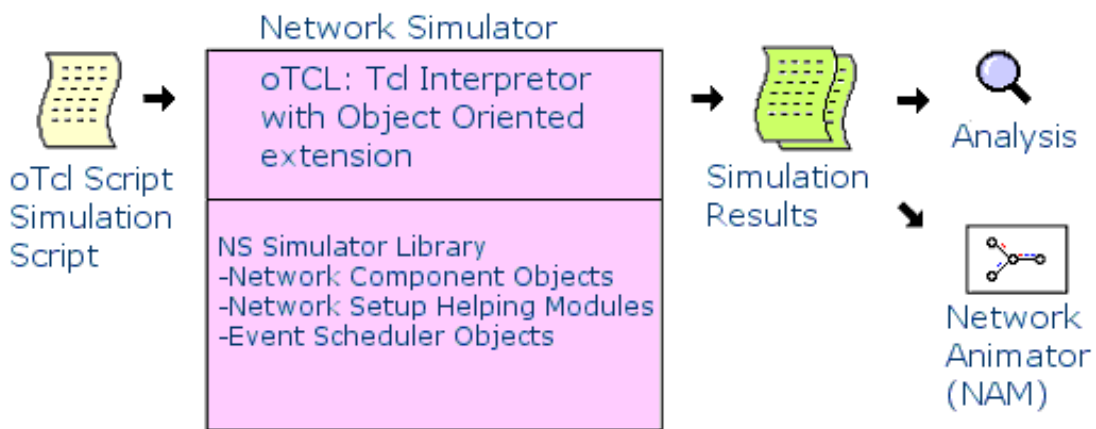 Network Simulator
oTcl Script
Simulation
Script
oTCL: Tcl Interpretor
with Object Oriented
extension
NS Simulator Library
-Network Component Objects
-Network Setup Helping Modules
-Event Scheduler Objects
Simulation
Results
Analysis
Network
Animator
(NAM)